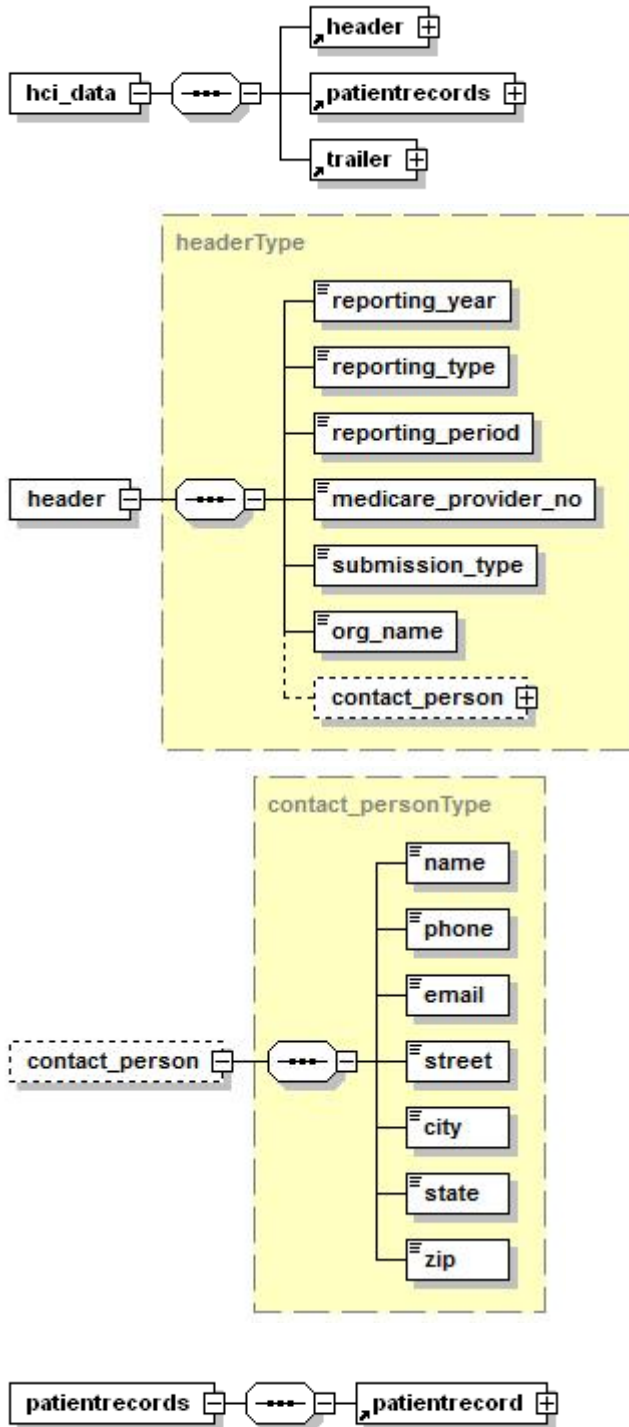 header
hci_data
patientrecords
trailer
headerType
reporting_year
reporting_type
reporting_period
header
medicare_provider_no
submission_type
org_name
contact_person
contact_personType
name
phone
email
contact_person
street
city
state
zip
patientrecords
patientrecord